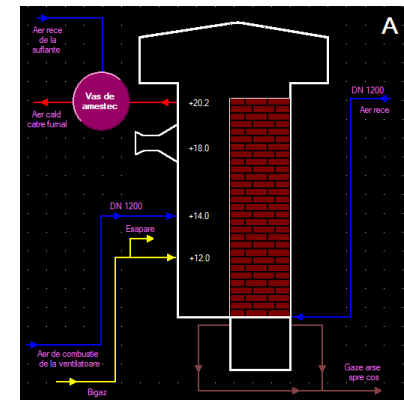 A
Aer rece
de la
suflante
Vas de
amestec
+20.2
DN 1200
Aer rece
Aer cald
catre furnal
+18.0
DN 1200
+14.0
Esapare
+12.0
Aer de combustie
de la ventilatoare
Bigaz
Gaze arse
spre cos